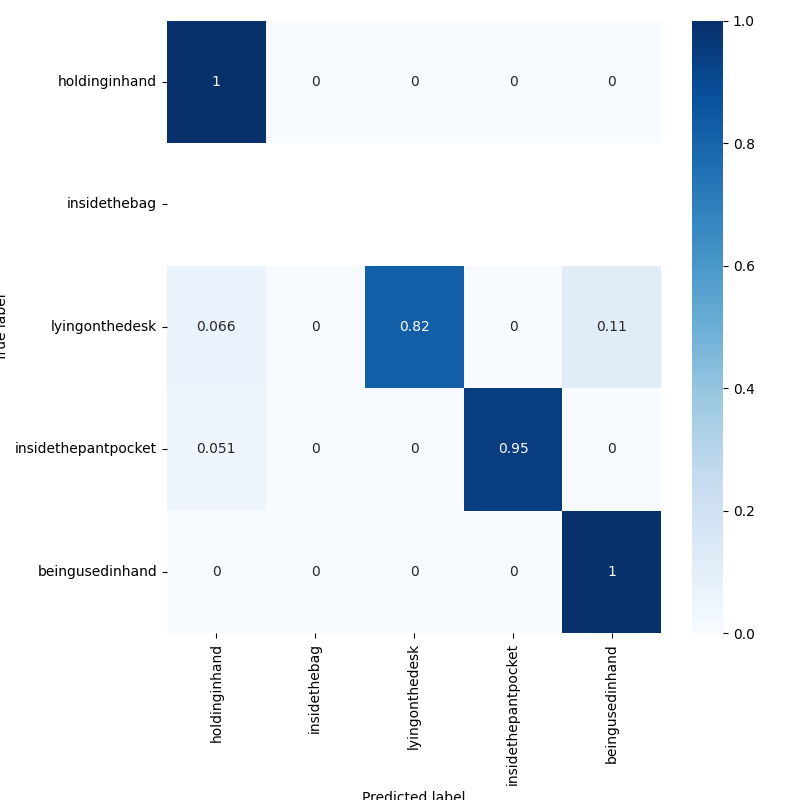 1.0
holdinginhand
1 0 0 0 0
0.8
insidethebag
0.6
lyingonthedesk
0.066 0 0.82 0 0.11
True label
0.4
insidethepantpocket
0.051 0 0 0.95 0
0.2
beingusedinhand
0 0 0 0 1
0.0
holdinginhand
insidethebag
lyingonthedesk
insidethepantpocket
beingusedinhand
Predicted label